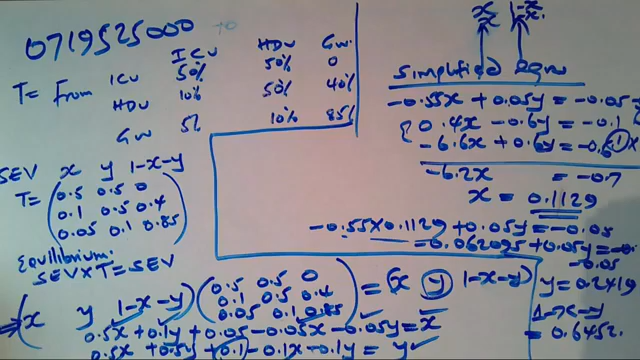 0719525000
ICU HDU GW
T= From ICU 50% 50% 0
HDU 10% 50% 40%
GW 5% 10% 85%
SEV x y 1-x-y
T= (0.5 0.5 0
0.1 0.5 0.4
0.05 0.1 0.85)
Equilibrium:
SEV x T = SEV
(x y 1-x-y) (0.5 0.5 0
0.1 0.5 0.4
0.05 0.1 0.85) = (x y 1-x-y)
0.5x + 0.1y + 0.05 - 0.05x - 0.05y = x
0.5x + 0.5y + 0.1 - 0.1x - 0.1y = y
simplified eqn
-0.55x + 0.05y = -0.05
0.4x - 0.6y = -0.1
-6.6x + 0.6y = -0.6
-6.2x = -0.7
x = 0.1129
-0.55x0.1129 + 0.05y = -0.05
-0.062095 + 0.05y =
-0.05
y = 0.2419
1-x-y
= 0.6452